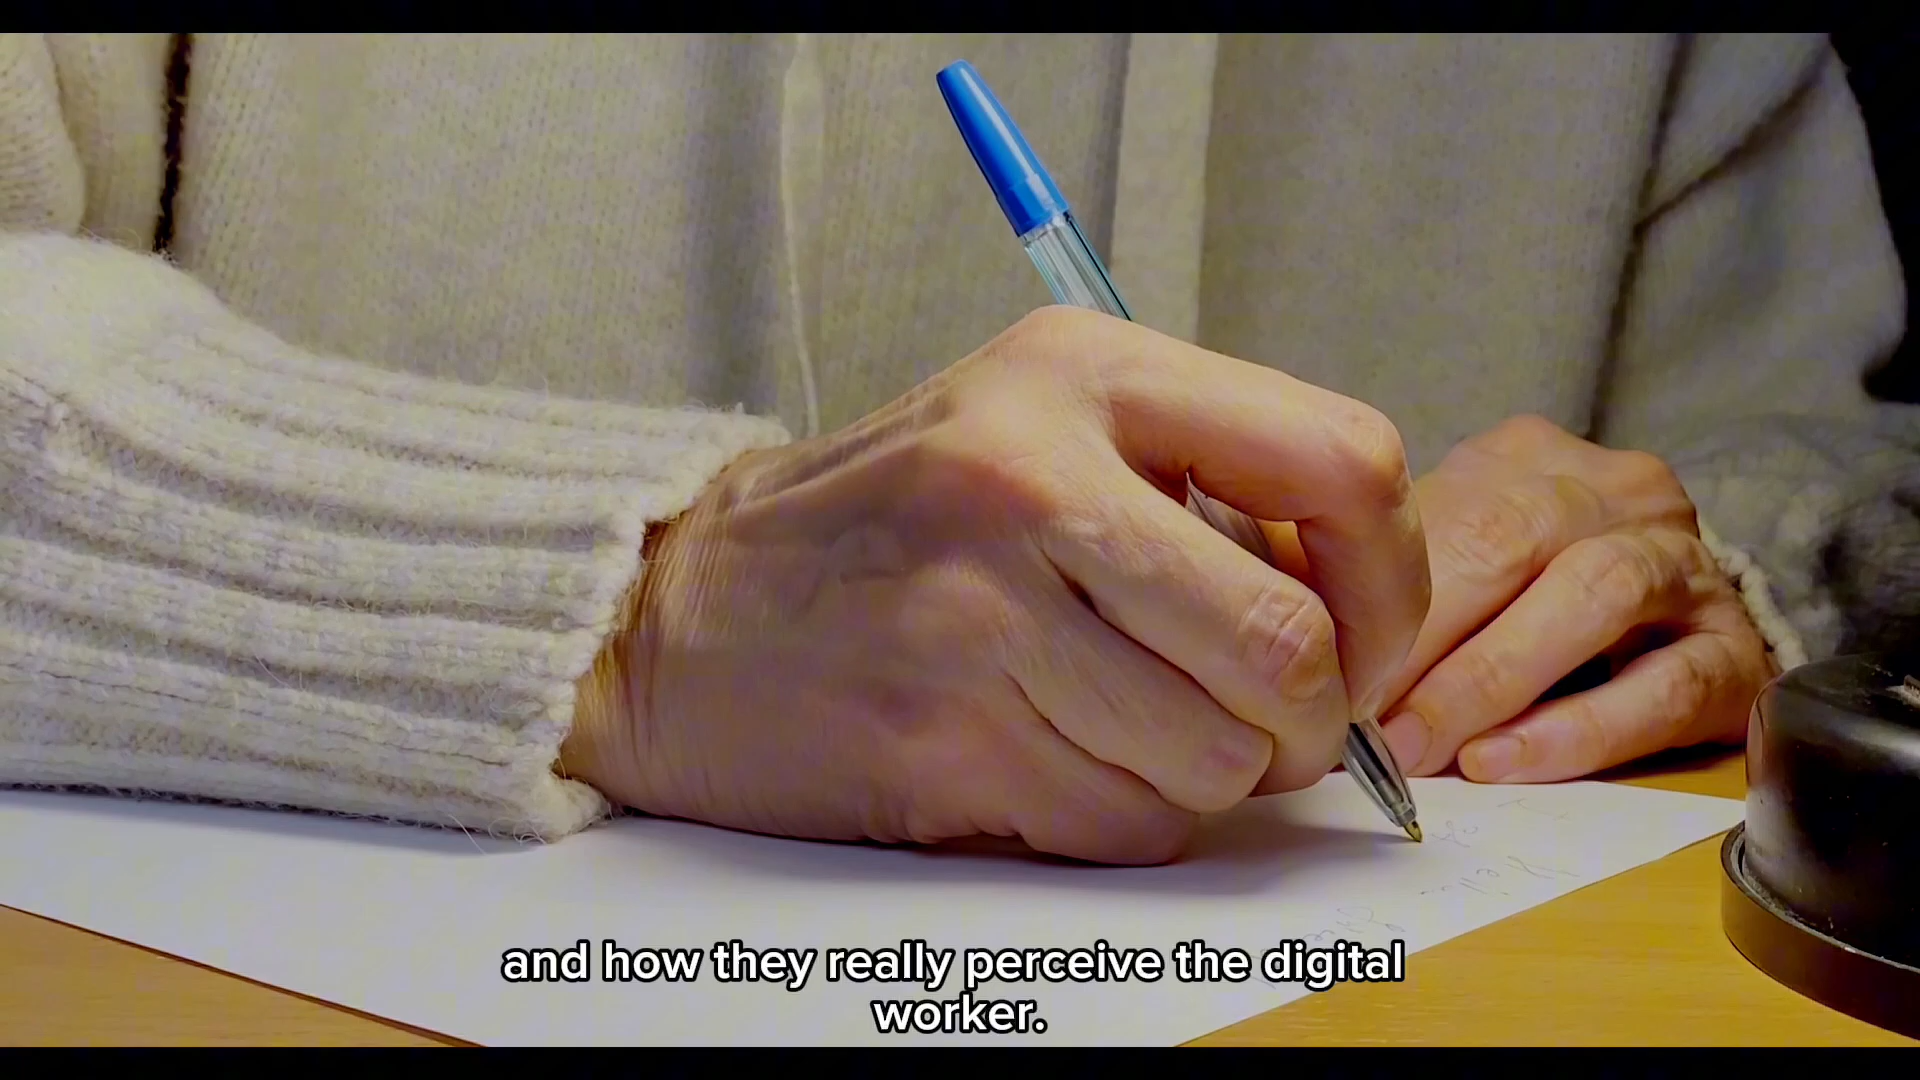 and how they really perceive the digital
worker.